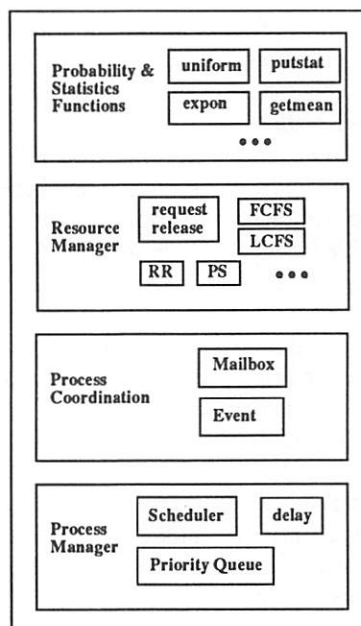 Probability &
Statistics
Functions
uniform
putstat
expon
getmean
Resource
Manager
request
release
FCFS
LCFS
RR
PS
Process
Coordination
Mailbox
Event
Process
Manager
Scheduler
delay
Priority Queue